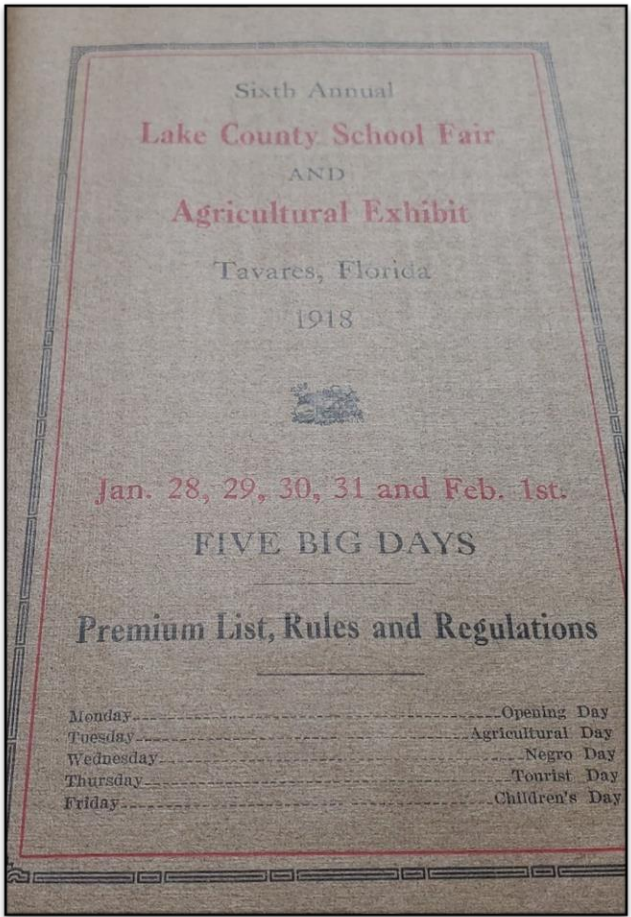 Sixth Annual
Lake County School Fair
AND
Agricultural Exhibit
Tavares, Florida
1918
Jan. 28, 29, 30, 31 and Feb. 1st.
FIVE BIG DAYS
Premium List, Rules and Regulations
Monday Opening Day
Tuesday Agricultural Day
Wednesday Negro Day
Thursday Tourist Day
Friday Children's Day